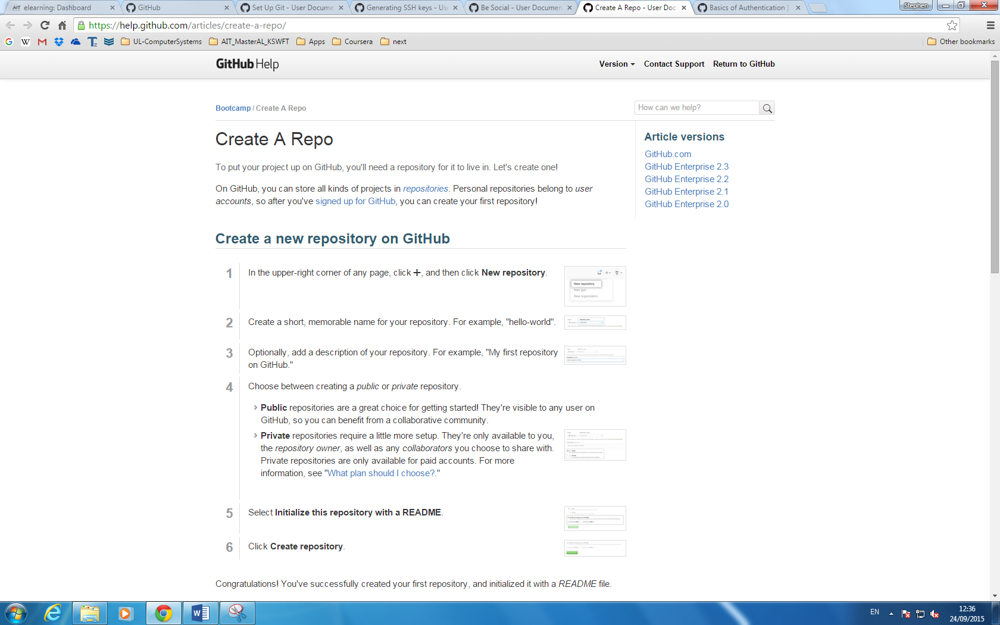 elearning: Dashboard
GitHub
Set Up Git - User Docume
Generating SSH keys - Us
Be Social - User Documen
Create A Repo - User Doc
Basics of Authentication |
Stephen
https://help.github.com/articles/create-a-repo/
UL-ComputerSystems
AIT_MasterAL_KSWFT
Apps
Coursera
next
Other bookmarks
GitHub Help
Version
Contact Support
Return to GitHub
Bootcamp / Create A Repo
How can we help?
Create A Repo
To put your project up on GitHub, you'll need a repository for it to live in. Let's create one!
On GitHub, you can store all kinds of projects in repositories. Personal repositories belong to user
accounts, so after you've signed up for GitHub, you can create your first repository!
Article versions
GitHub.com
GitHub Enterprise 2.3
GitHub Enterprise 2.2
GitHub Enterprise 2.1
GitHub Enterprise 2.0
Create a new repository on GitHub
1 In the upper-right corner of any page, click +, and then click New repository.
New repository
New gist
New organization
2 Create a short, memorable name for your repository. For example, "hello-world".
3 Optionally, add a description of your repository. For example, "My first repository
on GitHub."
4 Choose between creating a public or private repository.
Public repositories are a great choice for getting started! They're visible to any user on
GitHub, so you can benefit from a collaborative community.
Private repositories require a little more setup. They're only available to you,
the repository owner, as well as any collaborators you choose to share with.
Private repositories are only available for paid accounts. For more
information, see "What plan should I choose?."
5 Select Initialize this repository with a README.
6 Click Create repository.
Congratulations! You've successfully created your first repository, and initialized it with a README file.
EN
12:36
24/09/2015